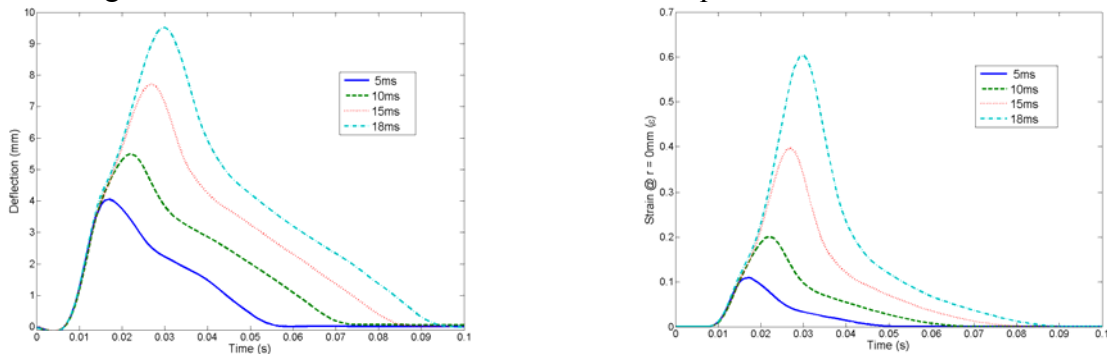 10
9
8
7
6
5
4
3
2
1
0
Deflection (mm)
0 0.01 0.02 0.03 0.04 0.05 0.06 0.07 0.08 0.09 0.1
Time (s)
5ms
10ms
15ms
18ms
0.7
0.6
0.5
0.4
0.3
0.2
0.1
0
Strain @ r = 0mm (ε)
0 0.01 0.02 0.03 0.04 0.05 0.06 0.07 0.08 0.09 0.1
Time (s)
5ms
10ms
15ms
18ms